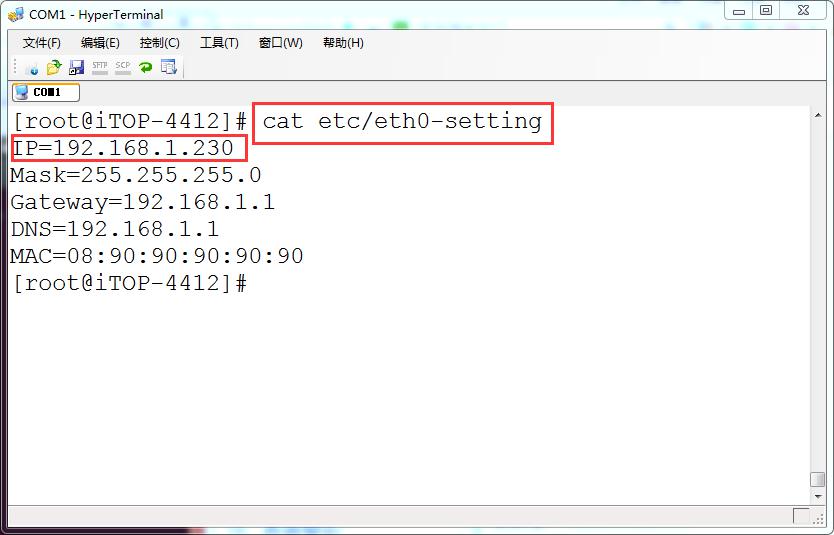 COM1 - HyperTerminal
文件(F) 编辑(E) 控制(C) 工具(T) 窗口(W) 帮助(H)
SFTP SCP
COM1
[root@iTOP-4412]# cat etc/eth0-setting
IP=192.168.1.230
Mask=255.255.255.0
Gateway=192.168.1.1
DNS=192.168.1.1
MAC=08:90:90:90:90:90
[root@iTOP-4412]#